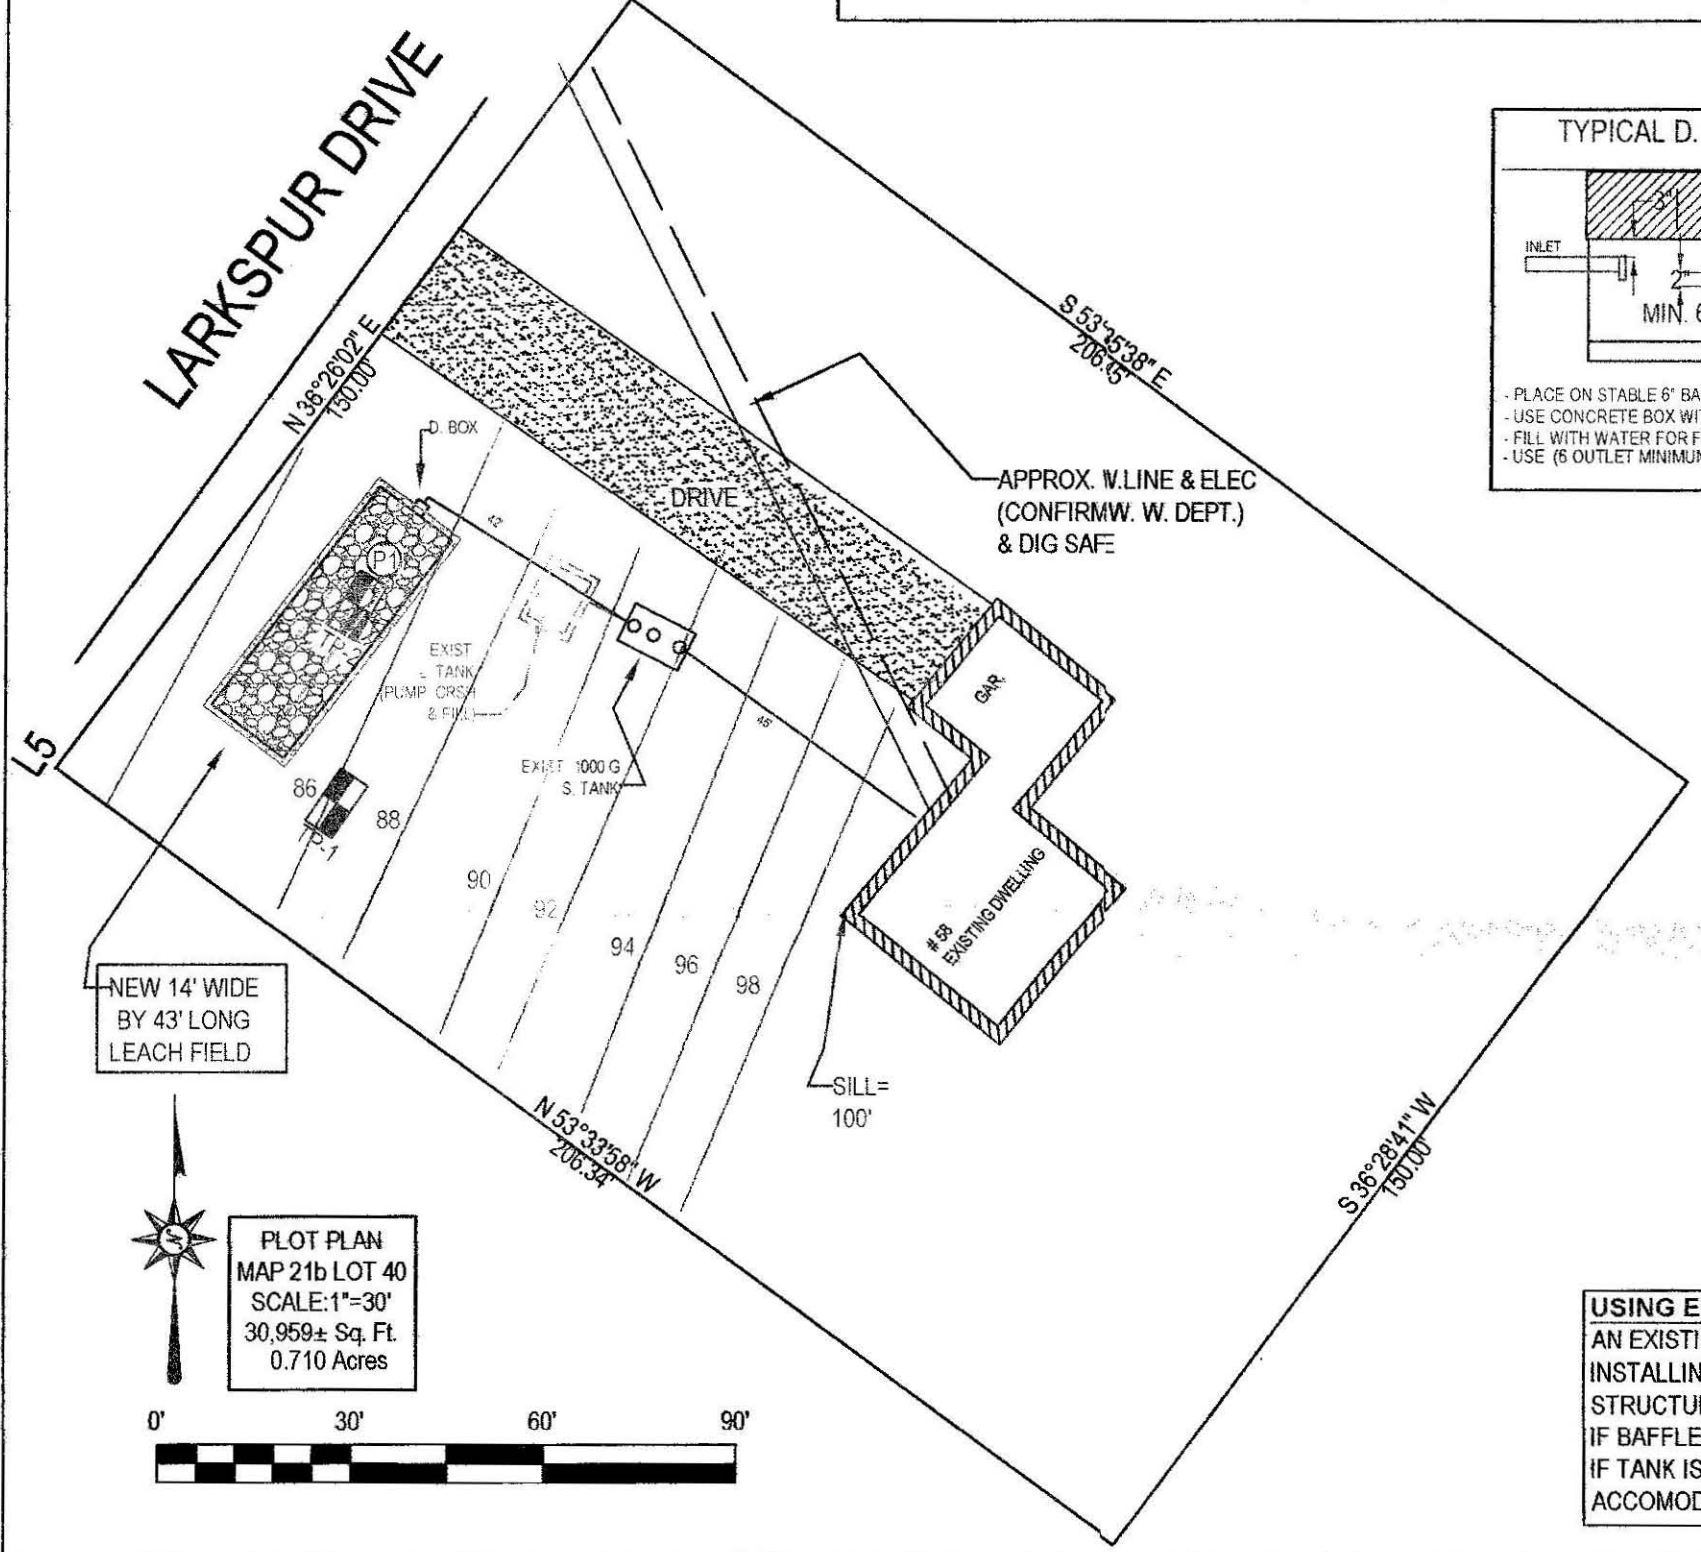 LARKSPUR DRIVE
N 36°26'02" E
150.00'
S 53°35'38" E
206.45'
TYPICAL D.
3"
INLET
2"
MIN. 6
- PLACE ON STABLE 6" BA
- USE CONCRETE BOX WI
- FILL WITH WATER FOR F
- USE (6 OUTLET MINIMUM
D. BOX
DRIVE
APPROX. W.LINE & ELEC
(CONFIRMW. W. DEPT.)
& DIG SAFE
42
P1
TP-2
EXIST
TANK
(PUMP CRSH
& FILL)
EXIST 1000 G
S. TANK
45
GAR.
# 58
EXISTING DWELLING
L5
86
88
90
92
94
96
98
P-1
NEW 14' WIDE
BY 43' LONG
LEACH FIELD
SILL=
100'
N 53°33'58" W
206.34'
S 36°28'41" W
150.00'
N
PLOT PLAN
MAP 21b LOT 40
SCALE:1"=30'
30,959± Sq. Ft.
0.710 Acres
0' 30' 60' 90'
USING E
AN EXISTI
INSTALLIN
STRUCTU
IF BAFFLE
IF TANK IS
ACCOMOD